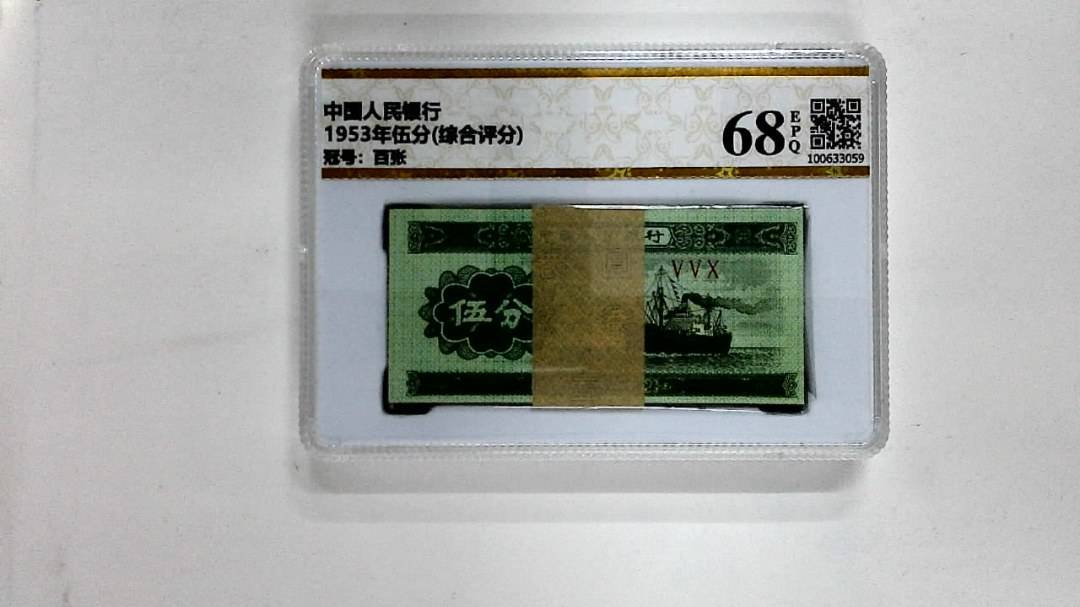 中国人民银行
1953年伍分(综合评分)
冠号：百张
68 EPQ
100633059
行
VVX
伍分